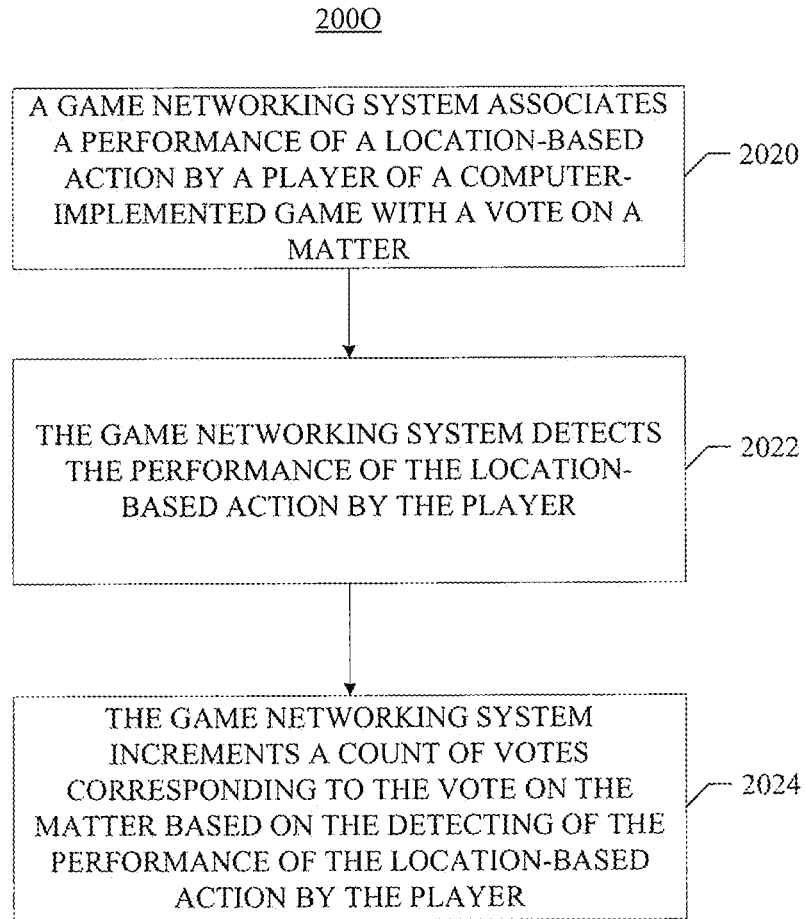 200O
A GAME NETWORKING SYSTEM ASSOCIATES
A PERFORMANCE OF A LOCATION-BASED
ACTION BY A PLAYER OF A COMPUTER-
IMPLEMENTED GAME WITH A VOTE ON A
MATTER
2020
THE GAME NETWORKING SYSTEM DETECTS
THE PERFORMANCE OF THE LOCATION-
BASED ACTION BY THE PLAYER
2022
THE GAME NETWORKING SYSTEM
INCREMENTS A COUNT OF VOTES
CORRESPONDING TO THE VOTE ON THE
MATTER BASED ON THE DETECTING OF THE
PERFORMANCE OF THE LOCATION-BASED
ACTION BY THE PLAYER
2024